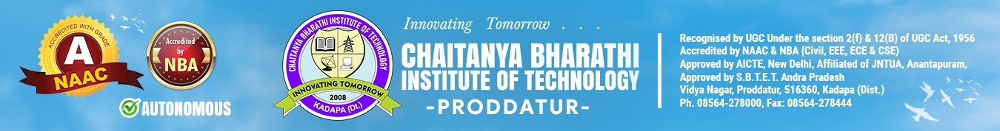 ACCREDITED WITH GRADE
A
NAAC
Accredited
by
NBA
AUTONOMOUS
CHAITANYA BHARATHI INSTITUTE OF TECHNOLOGY
INNOVATING TOMORROW
2008
KADAPA (Dt.)
Innovating Tomorrow . . .
CHAITANYA BHARATHI
INSTITUTE OF TECHNOLOGY
-PRODDATUR-
Recognised by UGC Under the section 2(f) & 12(B) of UGC Act, 1956
Accredited by NAAC & NBA {Civil, EEE, ECE & CSE)
Approved by AICTE, New Delhi, Affiliated of JNTUA, Anantapuram,
Approved by S.B.T.E.T. Andra Pradesh
Vidya Nagar, Proddatur, 516360, Kadapa (Dist.)
Ph. 08564-278000, Fax: 08564-278444